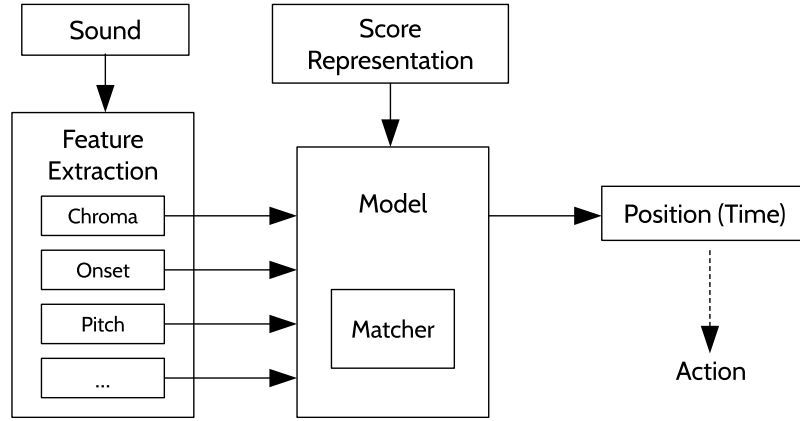 Sound
Score
Representation
Feature
Extraction
Chroma
Onset
Pitch
...
Model
Matcher
Position (Time)
Action